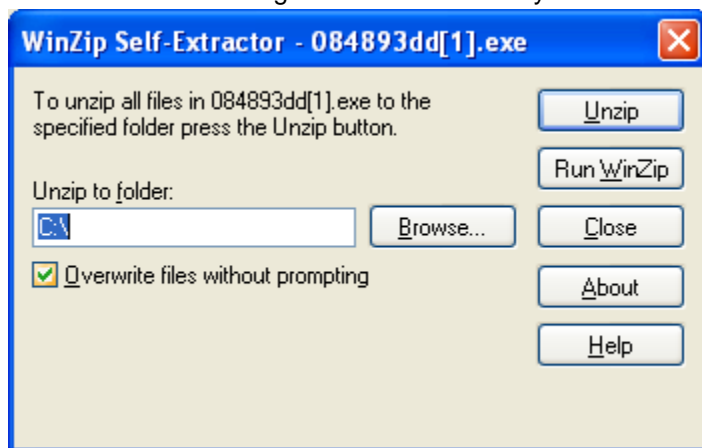 WinZip Self-Extractor - 084893dd[1].exe
To unzip all files in 084893dd[1].exe to the
specified folder press the Unzip button.
Unzip to folder:
C:\
Browse...
Overwrite files without prompting
Unzip
Run WinZip
Close
About
Help